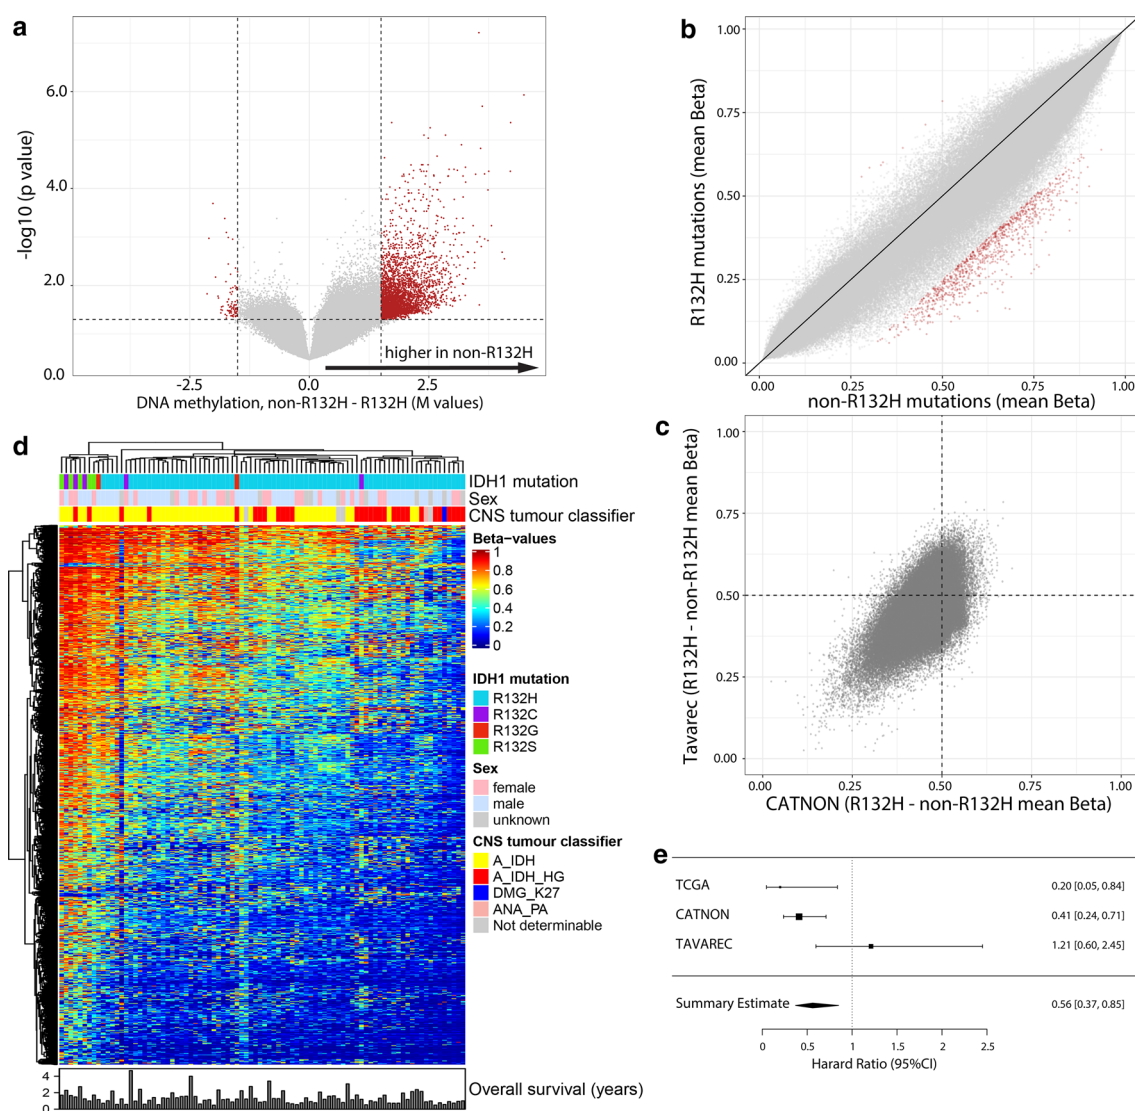 a
-log10 (p value)
6.0
4.0
2.0
0.0
higher in non-R132H
-2.5 0.0 2.5
DNA methylation, non-R132H - R132H (M values)
b
R132H mutations (mean Beta)
1.00
0.75
0.50
0.25
0.00
0.00 0.25 0.50 0.75 1.00
non-R132H mutations (mean Beta)
c
Tavarec (R132H - non-R132H mean Beta)
1.00
0.75
0.50
0.25
0.00
0.00 0.25 0.50 0.75 1.00
CATNON (R132H - non-R132H mean Beta)
d
IDH1 mutation
Sex
CNS tumour classifier
Beta−values
1
0.8
0.6
0.4
0.2
0
IDH1 mutation
R132H
R132C
R132G
R132S
Sex
female
male
unknown
CNS tumour classifier
A_IDH
A_IDH_HG
DMG_K27
ANA_PA
Not determinable
4
2
0
Overall survival (years)
e
TCGA 0.20 [0.05, 0.84]
CATNON 0.41 [0.24, 0.71]
TAVAREC 1.21 [0.60, 2.45]
Summary Estimate 0.56 [0.37, 0.85]
0 0.5 1 1.5 2 2.5
Harard Ratio (95%CI)